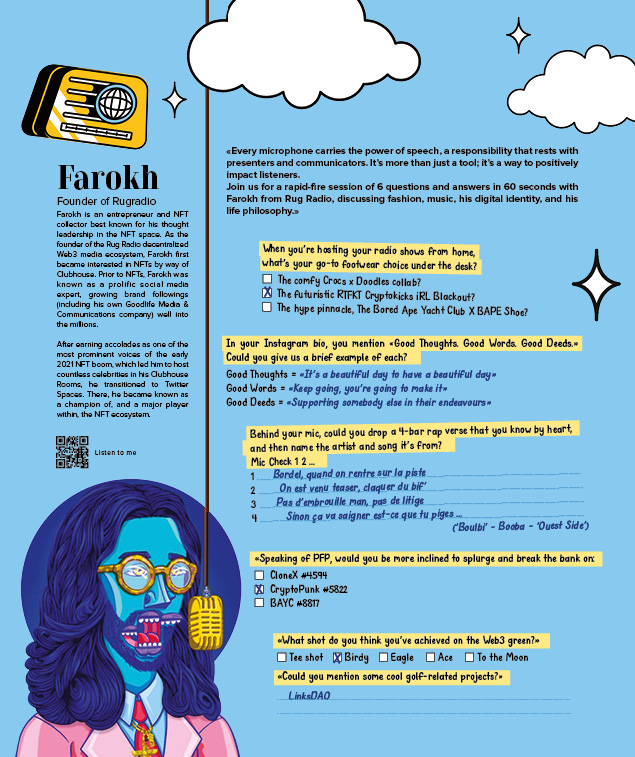 Farokh
Founder of Rugradio
Farokh is an entrepreneur and NFT
collector best known for his thought
leadership in the NFT space. As the
founder of the Rug Radio decentralized
Web3 media ecosystem, Farokh first
became interested in NFTs by way of
Clubhouse. Prior to NFTs, Farokh was
known as a prolific social media
expert, growing brand followings
(including his own Goodlife Media &
Communications company) well into
the millions.
After earning accolades as one of the
most prominent voices of the early
2021 NFT boom, which led him to host
countless celebrities in his Clubhouse
Rooms, he transitioned to Twitter
Spaces. There, he became known as
a champion of, and a major player
within, the NFT ecosystem.
Listen to me
«Every microphone carries the power of speech, a responsibility that rests with
presenters and communicators. It's more than just a tool; it's a way to positively
impact listeners.
Join us for a rapid-fire session of 6 questions and answers in 60 seconds with
Farokh from Rug Radio, discussing fashion, music, his digital identity, and his
life philosophy.»
When you're hosting your radio shows from home,
what's your go-to footwear choice under the desk?
The comfy Crocs x Doodles collab?
X The futuristic RTFKT Cryptokicks iRL Blackout?
The hype pinnacle, The Bored Ape Yacht Club X BAPE Shoe?
In your Instagram bio, you mention «Good Thoughts. Good Words. Good Deeds.»
Could you give us a brief example of each?
Good Thoughts = «It's a beautiful day to have a beautiful day»
Good Words = «Keep going, you're going to make it»
Good Deeds = «Supporting somebody else in their endeavours»
Behind your mic, could you drop a 4-bar rap verse that you know by heart,
and then name the artist and song it's from?
Mic Check 1 2 ...
1 Bordel, quand on rentre sur la piste
2 On est venu teaser, claquer du bif'
3 Pas d'embrouille man, pas de litige
4 Sinon ça va saigner est-ce que tu piges ...
('Boulbi' - Booba - 'Ouest Side')
«Speaking of PFP, would you be more inclined to splurge and break the bank on:
CloneX #4594
X CryptoPunk #5822
BAYC #8817
«What shot do you think you've achieved on the Web3 green?»
Tee shot X Birdy Eagle Ace To the Moon
«Could you mention some cool golf-related projects?»
LinksDAO